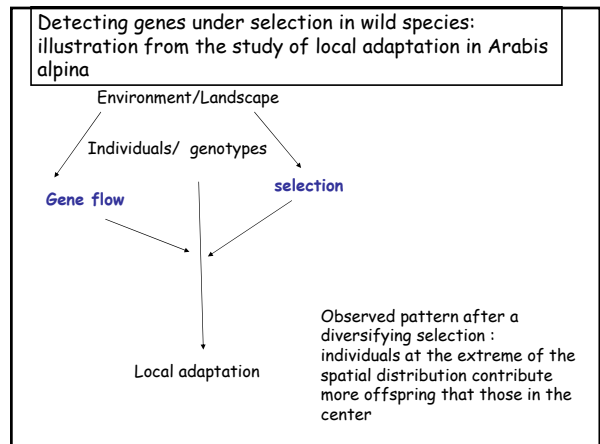 Detecting genes under selection in wild species:
illustration from the study of local adaptation in Arabis
alpina
Environment/Landscape
Individuals/ genotypes
Gene flow
selection
Local adaptation
Observed pattern after a
diversifying selection :
individuals at the extreme of the
spatial distribution contribute
more offspring that those in the
center